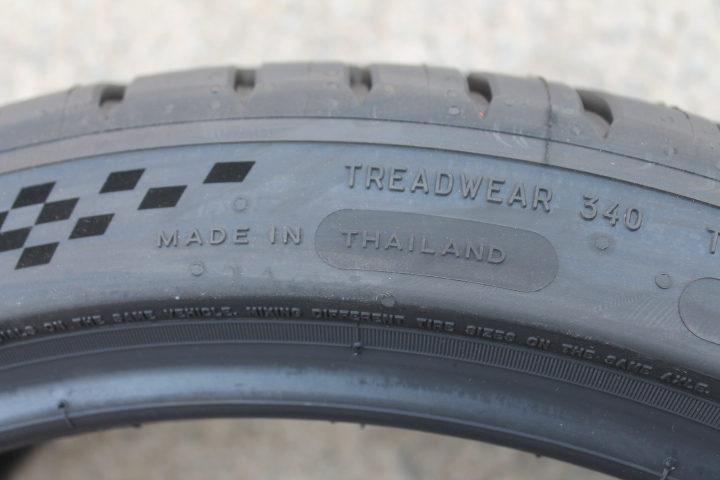 TREADWEAR 340
MADE IN THAILAND
ON THE SAME VEHICLE. MIXING DIFFERENT TIRE SIZES ON THE SAME AXLE.